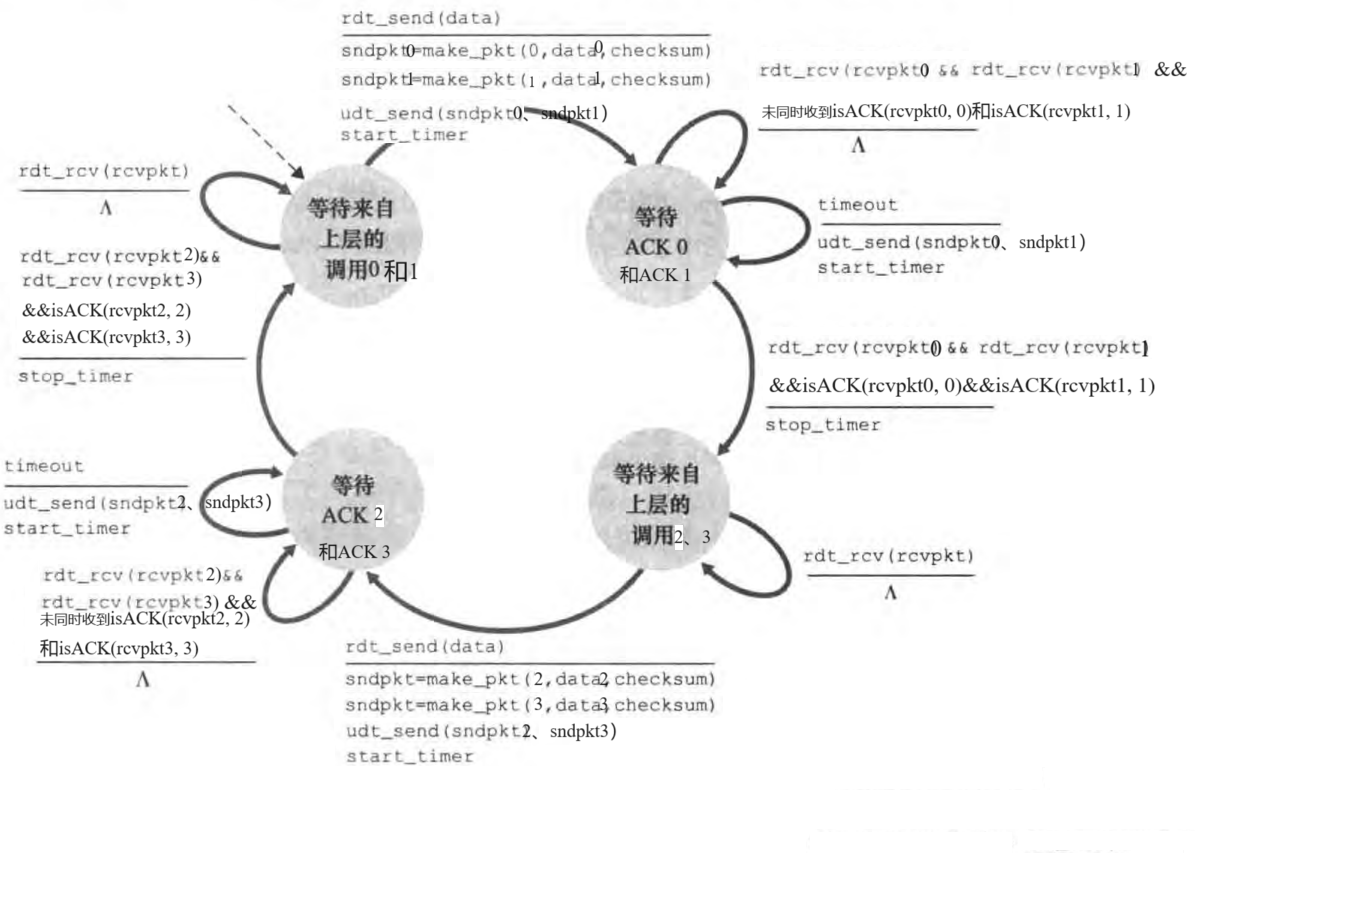 rdt_send(data)
sndpkt0=make_pkt(0,data0,checksum)
sndpkt1=make_pkt(1,data1,checksum)
udt_send(sndpkt0、sndpkt1)
start_timer
rdt_rcv(rcvpkt0 && rdt_rcv(rcvpkt1) &&
未同时收到isACK(rcvpkt0, 0)和isACK(rcvpkt1, 1)
Λ
rdt_rcv(rcvpkt)
Λ
等待来自
上层的
调用0和1
等待
ACK 0
和ACK 1
timeout
udt_send(sndpkt0、sndpkt1)
start_timer
rdt_rcv(rcvpkt2)&&
rdt_rcv(rcvpkt3)
&&isACK(rcvpkt2, 2)
&&isACK(rcvpkt3, 3)
stop_timer
rdt_rcv(rcvpkt0) && rdt_rcv(rcvpkt1)
&&isACK(rcvpkt0, 0)&&isACK(rcvpkt1, 1)
stop_timer
timeout
udt_send(sndpkt2、sndpkt3)
start_timer
等待
ACK 2
和ACK 3
等待来自
上层的
调用2、3
rdt_rcv(rcvpkt)
Λ
rdt_rcv(rcvpkt2)&&
rdt_rcv(rcvpkt3) &&
未同时收到isACK(rcvpkt2, 2)
和isACK(rcvpkt3, 3)
Λ
rdt_send(data)
sndpkt=make_pkt(2,data2,checksum)
sndpkt=make_pkt(3,data3,checksum)
udt_send(sndpkt2、sndpkt3)
start_timer